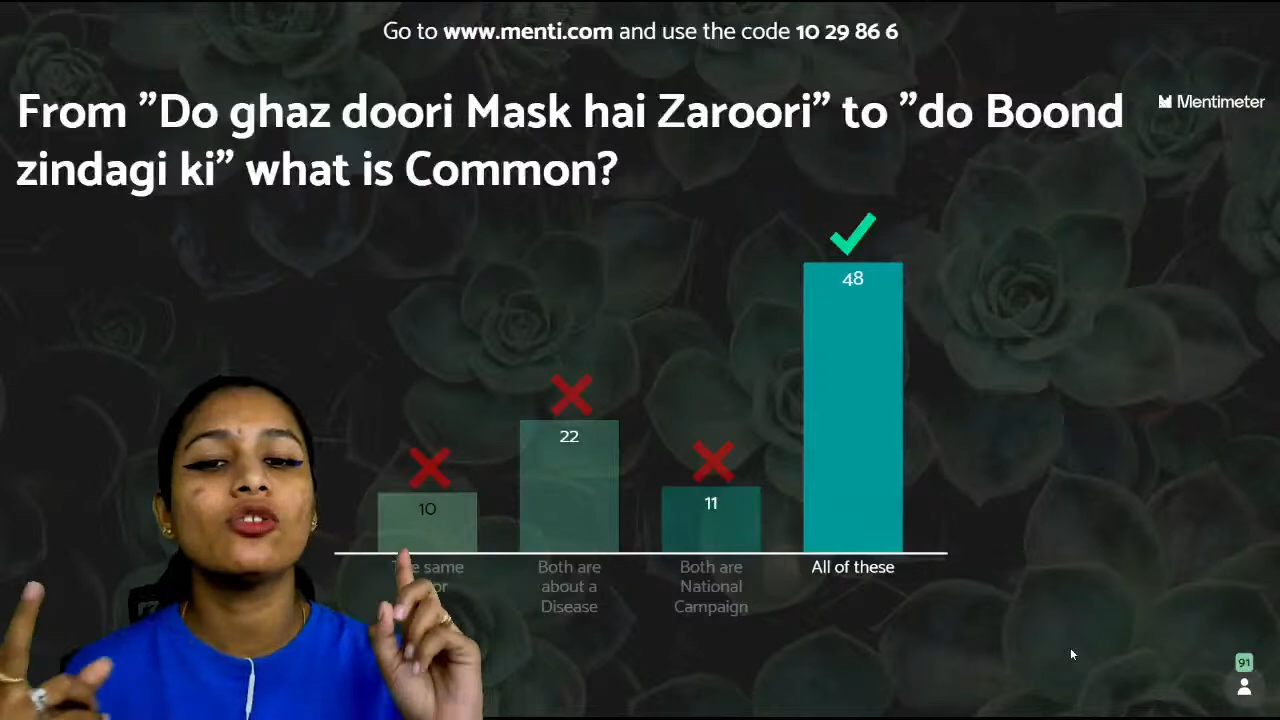 Go to www.menti.com and use the code 10 29 86 6
Mentimeter
From "Do ghaz doori Mask hai Zaroori" to "do Boond
zindagi ki" what is Common?
48
22
10
11
same
Both are
about a
Disease
Both are
National
Campaign
All of these
91